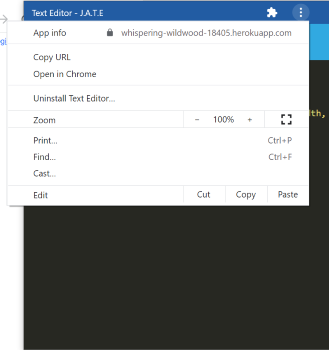 Text Editor - J.A.T.E
App info whispering-wildwood-18405.herokuapp.com
Copy URL
Open in Chrome
Uninstall Text Editor...
Zoom - 100% +
Print... Ctrl+P
Find... Ctrl+F
Cast...
Edit Cut Copy Paste